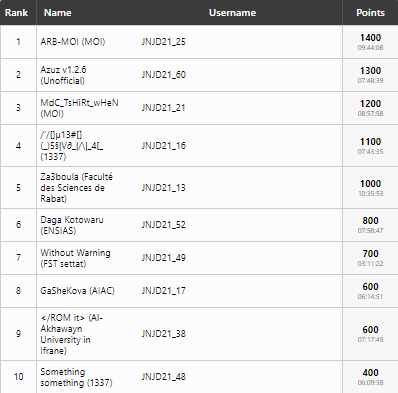 Rank Name Username Points
1 ARB-MOI (MOI) JNJD21_25 1400
09:44:08
2 Azuz v1.2.6
(Unofficial) JNJD21_60 1300
07:48:39
3 MdC_TsHiRt_wHeN
(MOI) JNJD21_21 1200
08:57:58
4
(1337) JNJD21_16 1100
07:43:35
5 Za3boula (Faculté
des Sciences de
Rabat) JNJD21_13 1000
10:35:53
6 Daga Kotowaru
(ENSIAS) JNJD21_52 800
07:58:47
7 Without Warning
(FST settat) JNJD21_49 700
03:11:22
8 GaSheKova (AIAC) JNJD21_17 600
06:14:51
9 </ROM it> (Al-
Akhawayn
University in
Ifrane) JNJD21_38 600
07:17:45
10 Something
something (1337) JNJD21_48 400
06:09:38